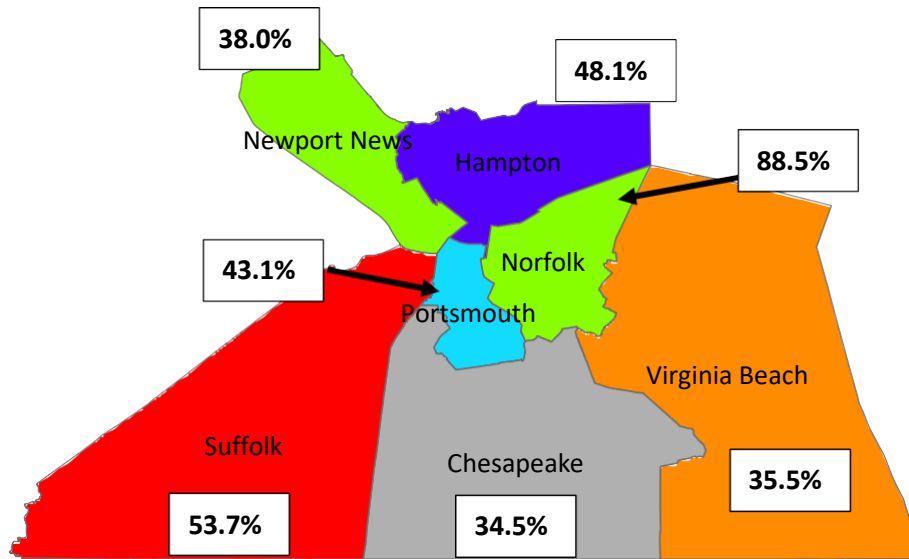 38.0%
48.1%
Newport News
Hampton
88.5%
43.1%
Norfolk
Portsmouth
Virginia Beach
Suffolk
Chesapeake
35.5%
53.7%
34.5%